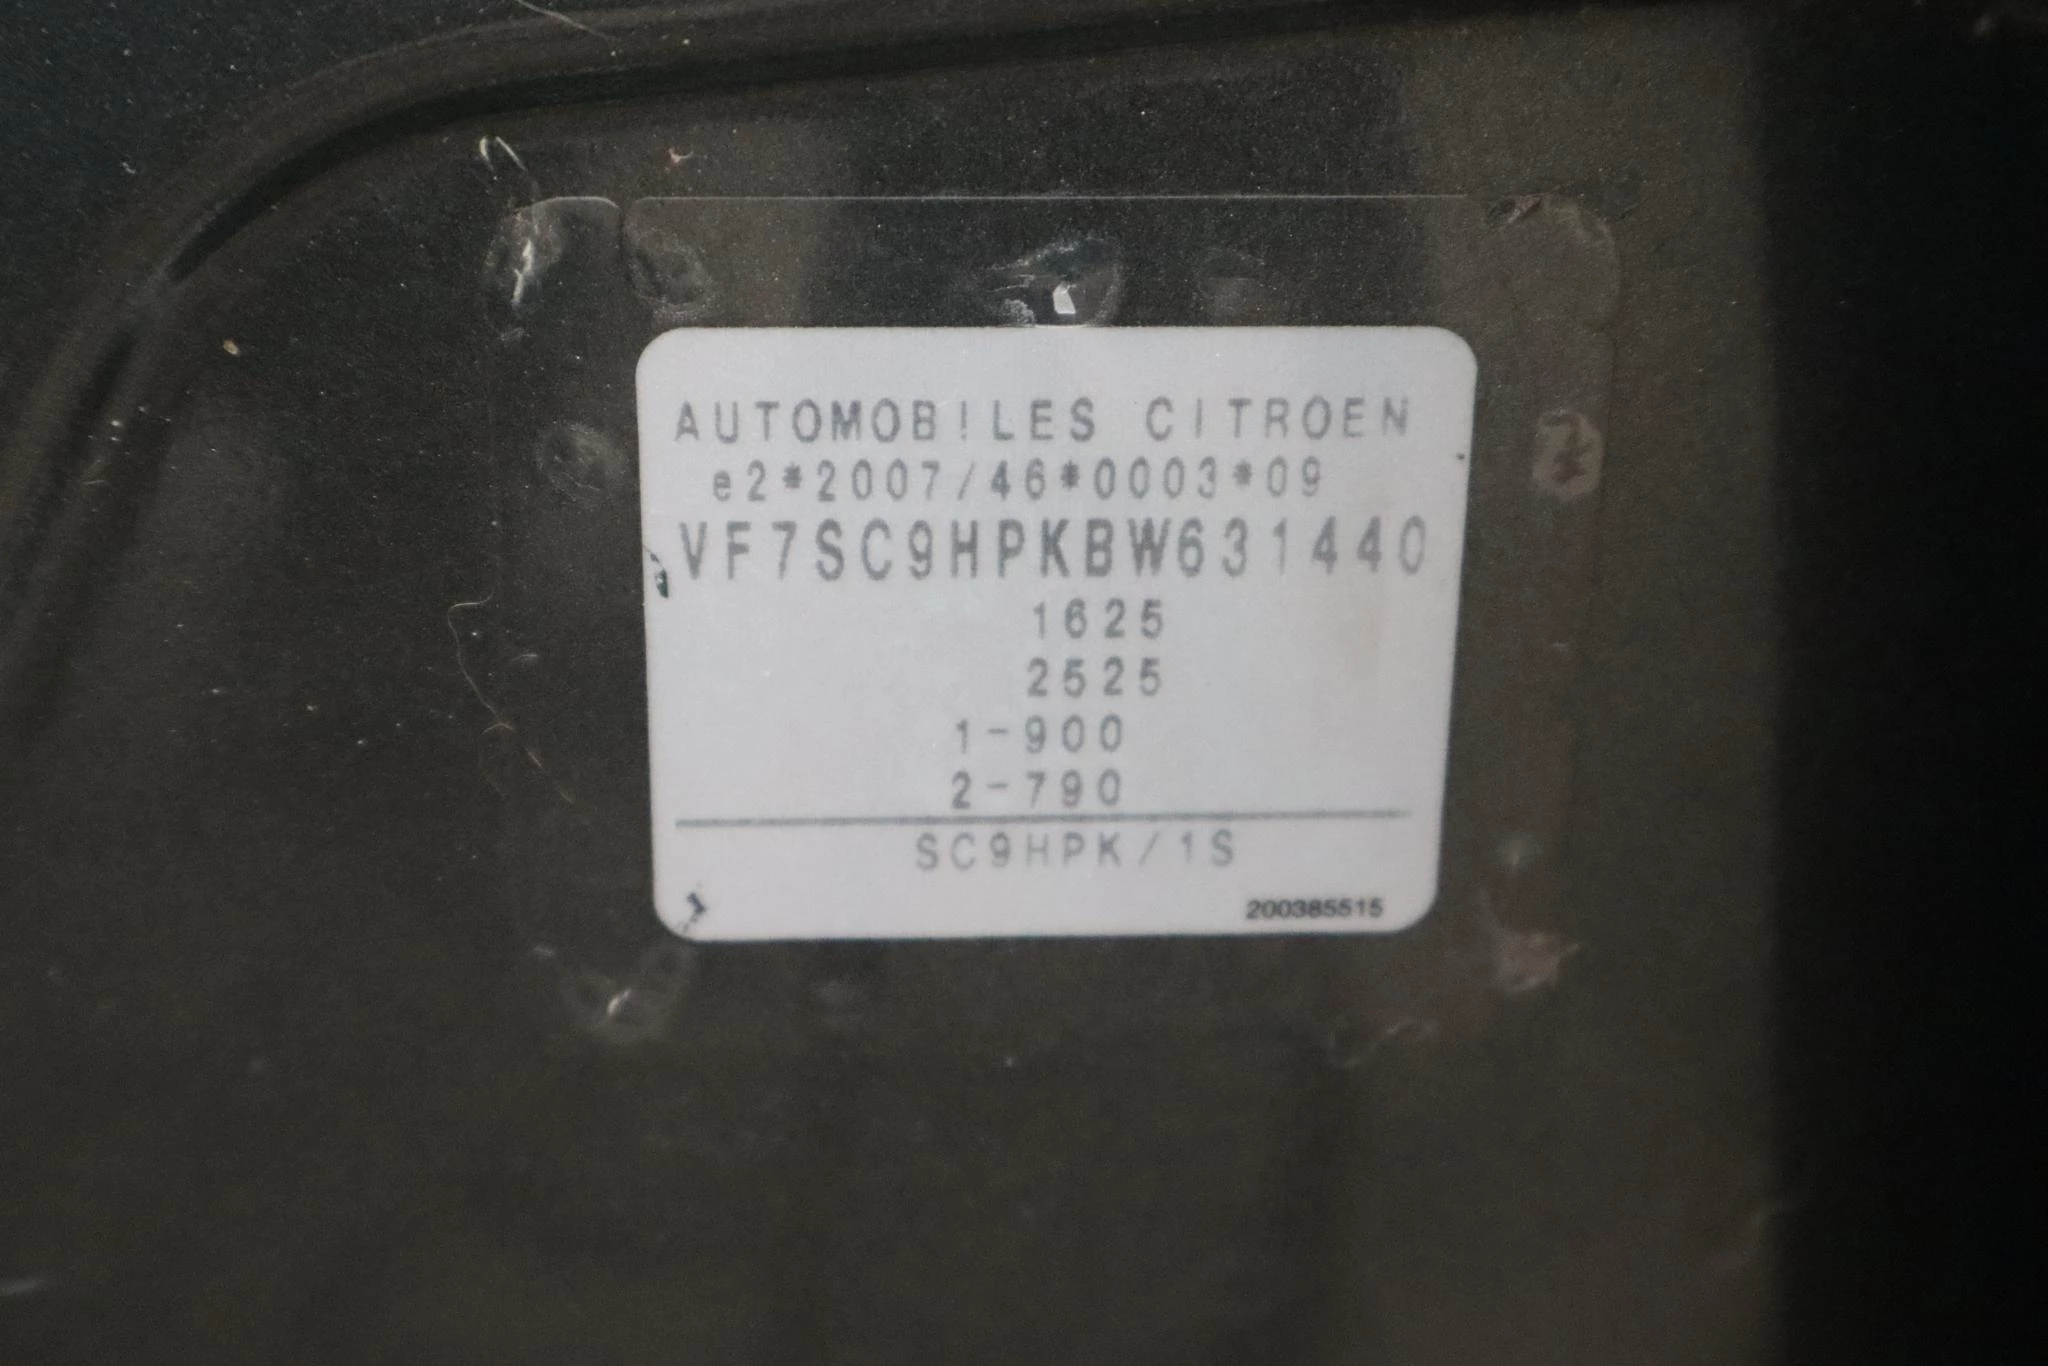 AUTOMOBILES CITROEN
e2*2007/46*0003*09
VF7SC9HPKBW631440
1625
2525
1-900
2-790
SC9HPK/1S
200385515